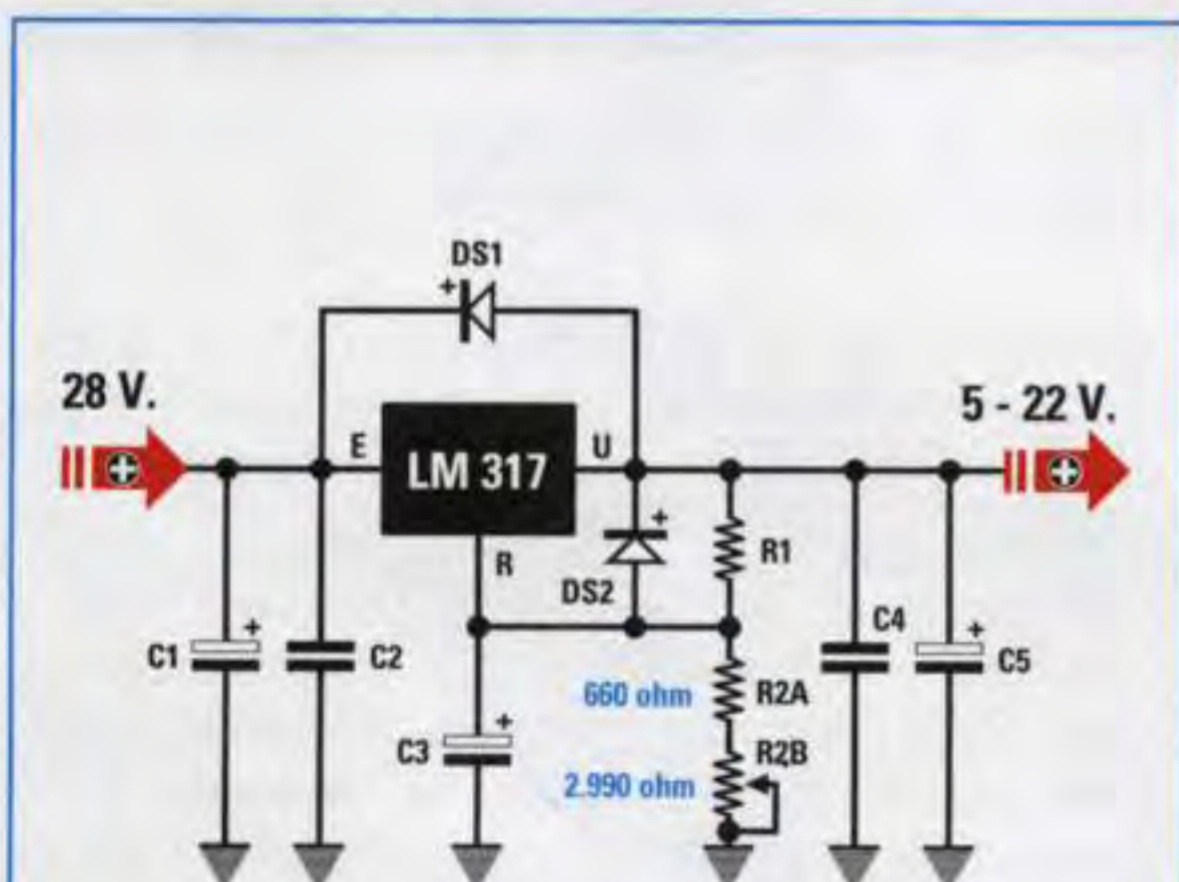 DS1
28 V.
5 - 22 V.
E
LM 317
U
R
DS2
R1
C1
C2
C3
660 ohm
R2A
2.990 ohm
R2B
C4
C5